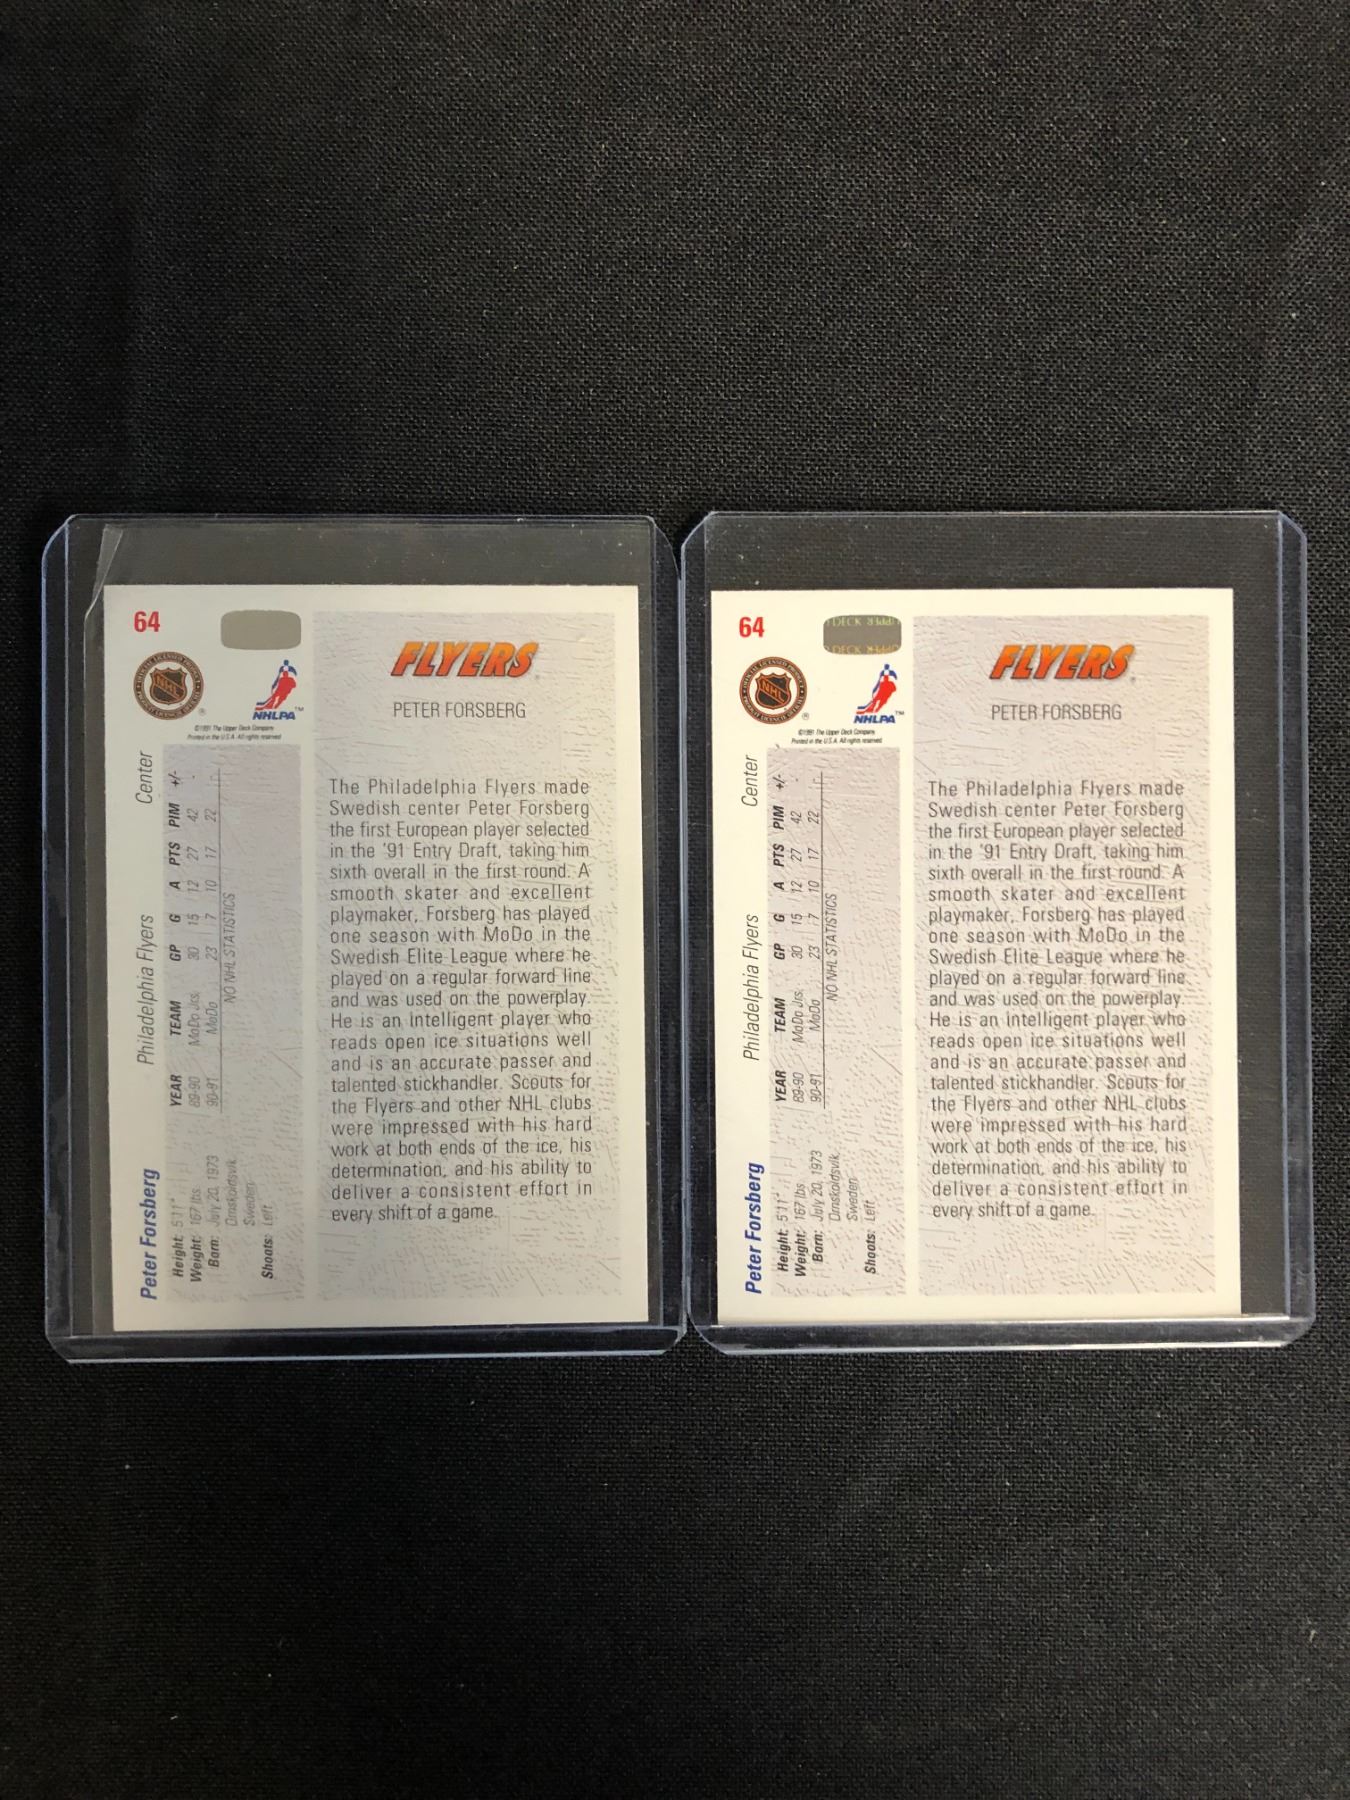 64
FLYERS
PETER FORSBERG
NHL
NHLPA™
©1991 The Upper Deck Company
Printed in the U.S.A. All rights reserved
Peter Forsberg Philadelphia Flyers Center
YEAR TEAM GP G A PTS PIM +/-
89-90 MoDo Jrs. 30 15 12 27 42 -
90-91 MoDo 23 7 10 17 22
NO NHL STATISTICS
Height: 5'11"
Weight: 167 lbs.
Born: July 20, 1973
Ornskoldsvik,
Sweden
Shoots: Left
The Philadelphia Flyers made
Swedish center Peter Forsberg
the first European player selected
in the '91 Entry Draft, taking him
sixth overall in the first round. A
smooth skater and excellent
playmaker, Forsberg has played
one season with MoDo in the
Swedish Elite League where he
played on a regular forward line
and was used on the powerplay.
He is an intelligent player who
reads open ice situations well
and is an accurate passer and
talented stickhandler. Scouts for
the Flyers and other NHL clubs
were impressed with his hard
work at both ends of the ice, his
determination, and his ability to
deliver a consistent effort in
every shift of a game.
64
DECK UPPER
DECK UPPER
FLYERS
PETER FORSBERG
NHL
NHLPA™
©1991 The Upper Deck Company
Printed in the U.S.A. All rights reserved
Peter Forsberg Philadelphia Flyers Center
YEAR TEAM GP G A PTS PIM +/-
89-90 MoDo Jrs. 30 15 12 27 42 -
90-91 MoDo 23 7 10 17 22
NO NHL STATISTICS
Height: 5'11"
Weight: 167 lbs.
Born: July 20, 1973
Ornskoldsvik,
Sweden
Shoots: Left
The Philadelphia Flyers made
Swedish center Peter Forsberg
the first European player selected
in the '91 Entry Draft, taking him
sixth overall in the first round. A
smooth skater and excellent
playmaker, Forsberg has played
one season with MoDo in the
Swedish Elite League where he
played on a regular forward line
and was used on the powerplay.
He is an intelligent player who
reads open ice situations well
and is an accurate passer and
talented stickhandler. Scouts for
the Flyers and other NHL clubs
were impressed with his hard
work at both ends of the ice, his
determination, and his ability to
deliver a consistent effort in
every shift of a game.